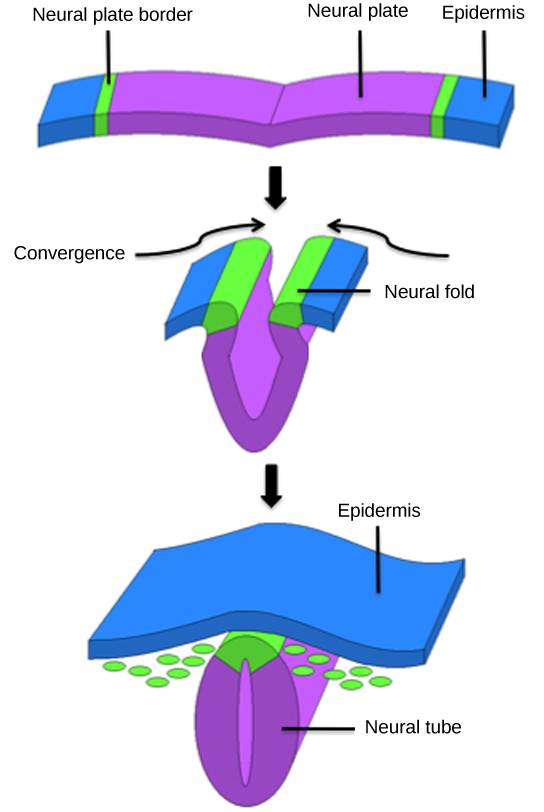 Neural plate border
Neural plate
Epidermis
Convergence
Neural fold
Epidermis
Neural tube